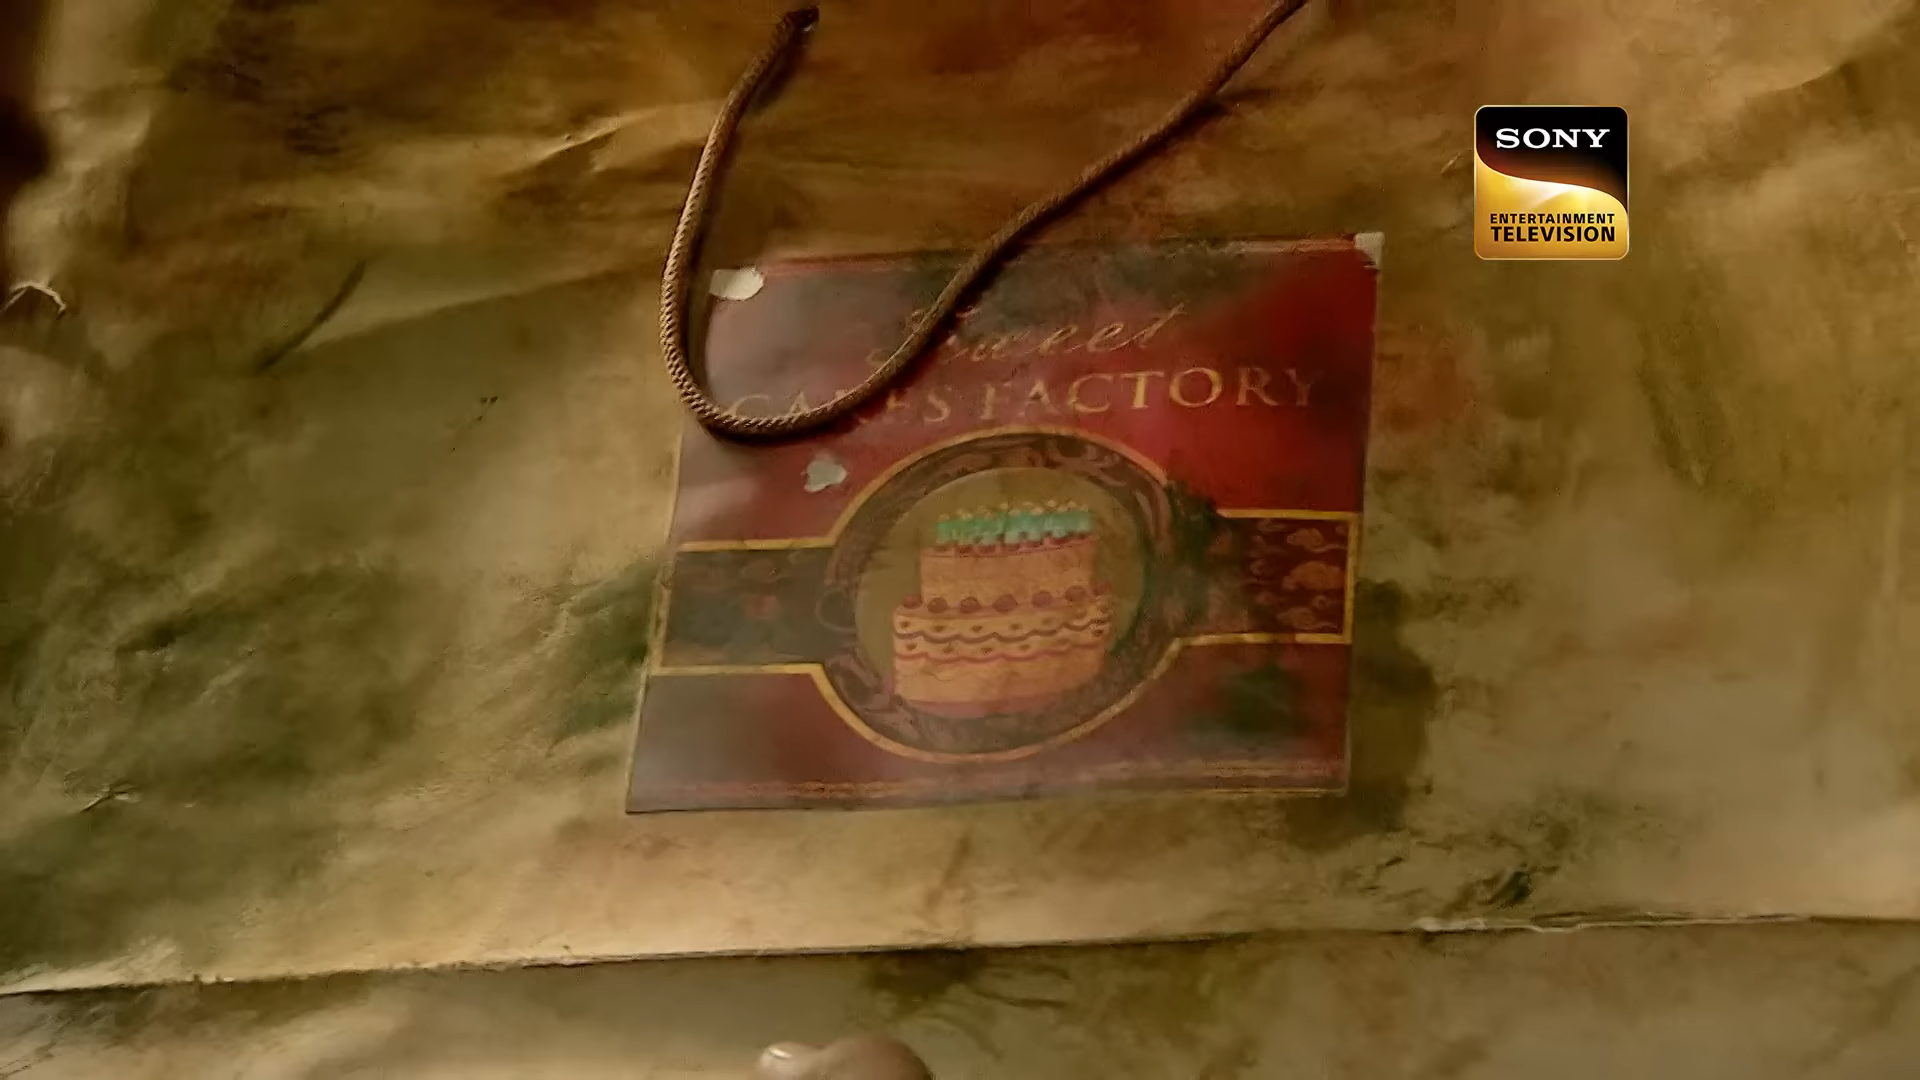 SONY
ENTERTAINMENT
TELEVISION
Sweet
CAKES FACTORY